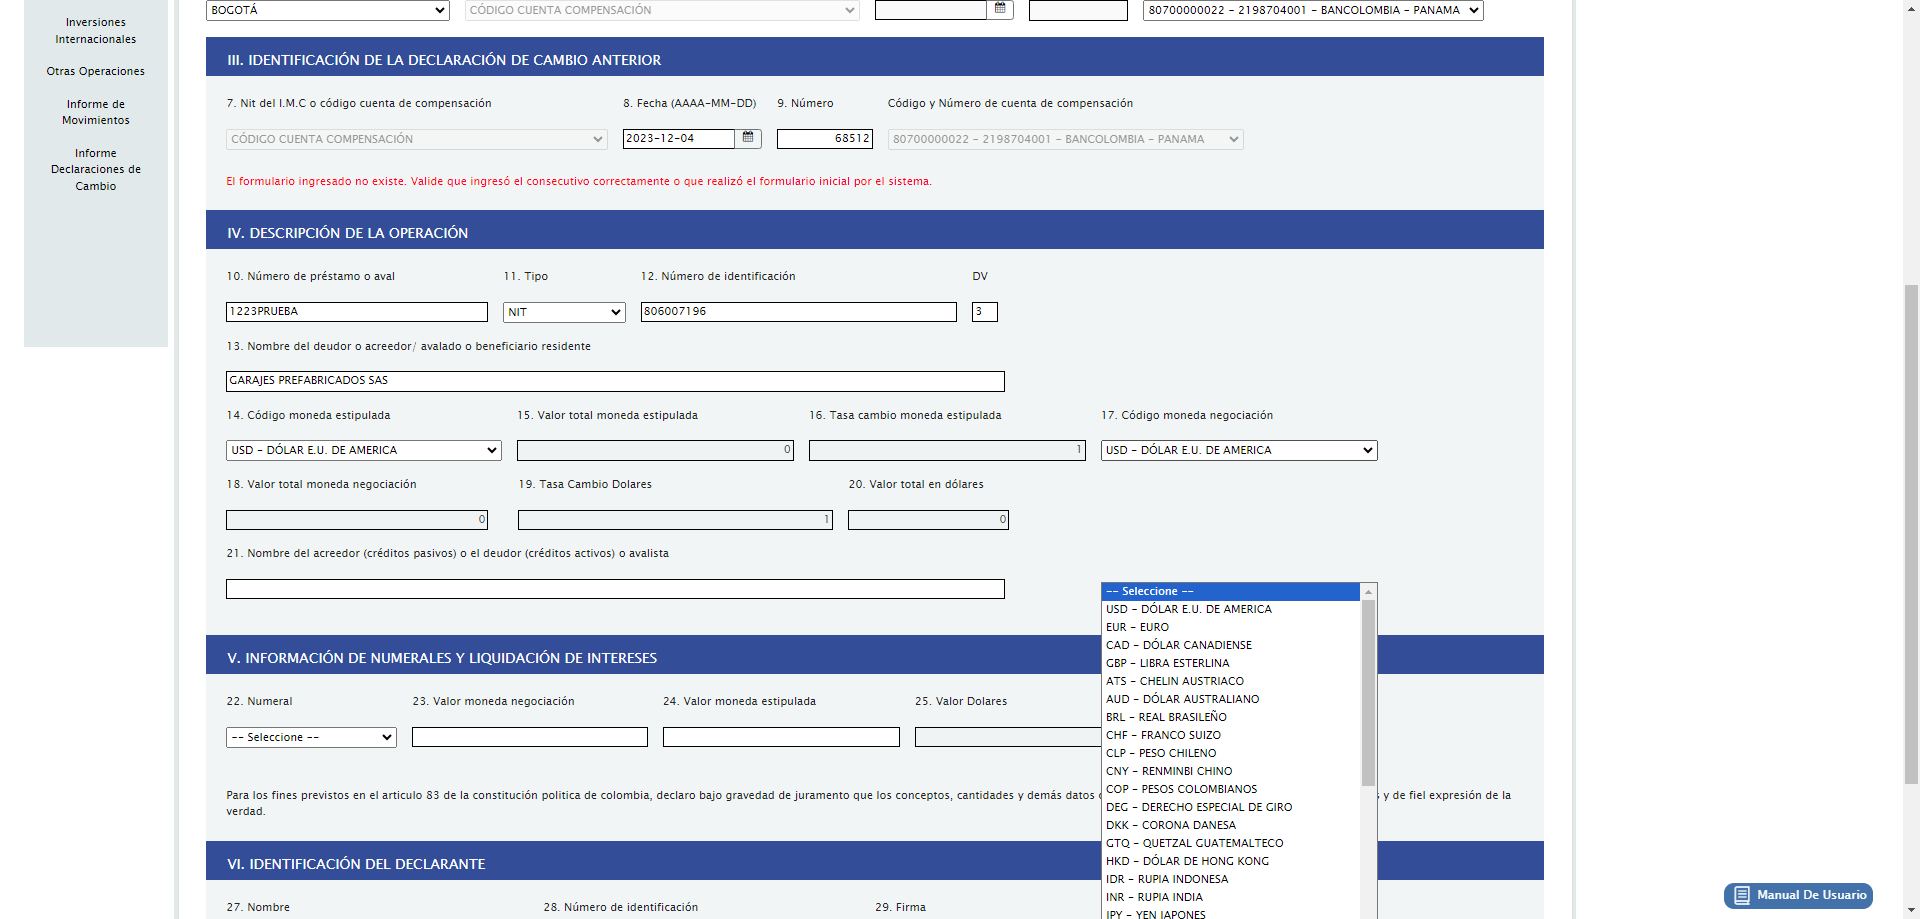 Inversiones
Internacionales
Otras Operaciones
Informe de
Movimientos
Informe
Declaraciones de
Cambio
BOGOTÁ
CÓDIGO CUENTA COMPENSACIÓN
80700000022 - 2198704001 - BANCOLOMBIA - PANAMA
III. IDENTIFICACIÓN DE LA DECLARACIÓN DE CAMBIO ANTERIOR
7. Nit del I.M.C o código cuenta de compensación
8. Fecha (AAAA-MM-DD)
9. Número
Código y Número de cuenta de compensación
CÓDIGO CUENTA COMPENSACIÓN
2023-12-04
68512
80700000022 - 2198704001 - BANCOLOMBIA - PANAMA
El formulario ingresado no existe. Valide que ingresó el consecutivo correctamente o que realizó el formulario inicial por el sistema.
IV. DESCRIPCIÓN DE LA OPERACIÓN
10. Número de préstamo o aval
11. Tipo
12. Número de identificación
DV
1223PRUEBA
NIT
806007196
3
13. Nombre del deudor o acreedor/ avalado o beneficiario residente
GARAJES PREFABRICADOS SAS
14. Código moneda estipulada
15. Valor total moneda estipulada
16. Tasa cambio moneda estipulada
17. Código moneda negociación
USD - DÓLAR E.U. DE AMERICA
0
1
USD - DÓLAR E.U. DE AMERICA
18. Valor total moneda negociación
19. Tasa Cambio Dolares
20. Valor total en dólares
0
1
0
21. Nombre del acreedor (créditos pasivos) o el deudor (créditos activos) o avalista
-- Seleccione --
USD - DÓLAR E.U. DE AMERICA
EUR - EURO
CAD - DÓLAR CANADIENSE
GBP - LIBRA ESTERLINA
ATS - CHELIN AUSTRIACO
AUD - DÓLAR AUSTRALIANO
BRL - REAL BRASILEÑO
CHF - FRANCO SUIZO
CLP - PESO CHILENO
CNY - RENMINBI CHINO
COP - PESOS COLOMBIANOS
DEG - DERECHO ESPECIAL DE GIRO
DKK - CORONA DANESA
GTQ - QUETZAL GUATEMALTECO
HKD - DÓLAR DE HONG KONG
IDR - RUPIA INDONESA
INR - RUPIA INDIA
JPY - YEN JAPONES
V. INFORMACIÓN DE NUMERALES Y LIQUIDACIÓN DE INTERESES
22. Numeral
23. Valor moneda negociación
24. Valor moneda estipulada
25. Valor Dolares
-- Seleccione --
Para los fines previstos en el articulo 83 de la constitución politica de colombia, declaro bajo gravedad de juramento que los conceptos, cantidades y demás datos y de fiel expresión de la
verdad.
VI. IDENTIFICACIÓN DEL DECLARANTE
27. Nombre
28. Número de identificación
29. Firma
Manual De Usuario